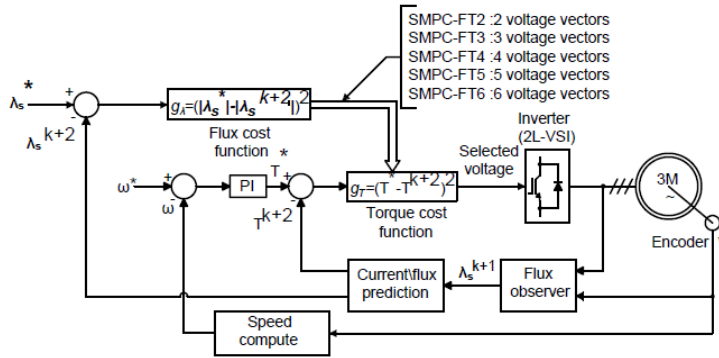 SMPC-FT2 :2 voltage vectors
SMPC-FT3 :3 voltage vectors
SMPC-FT4 :4 voltage vectors
SMPC-FT5 :5 voltage vectors
SMPC-FT6 :6 voltage vectors
λs*
+
-
λs^k+2
gλ=(|λs*|-|λs^k+2|)^2
Flux cost
function
Inverter
(2L-VSI)
Selected
voltage
ω*
+
-
ω
PI
T*
+
-
T^k+2
gT=(T*-T^k+2)^2
Torque cost
function
3M
~
Encoder
Current\flux
prediction
λs^k+1
Flux
observer
Speed
compute